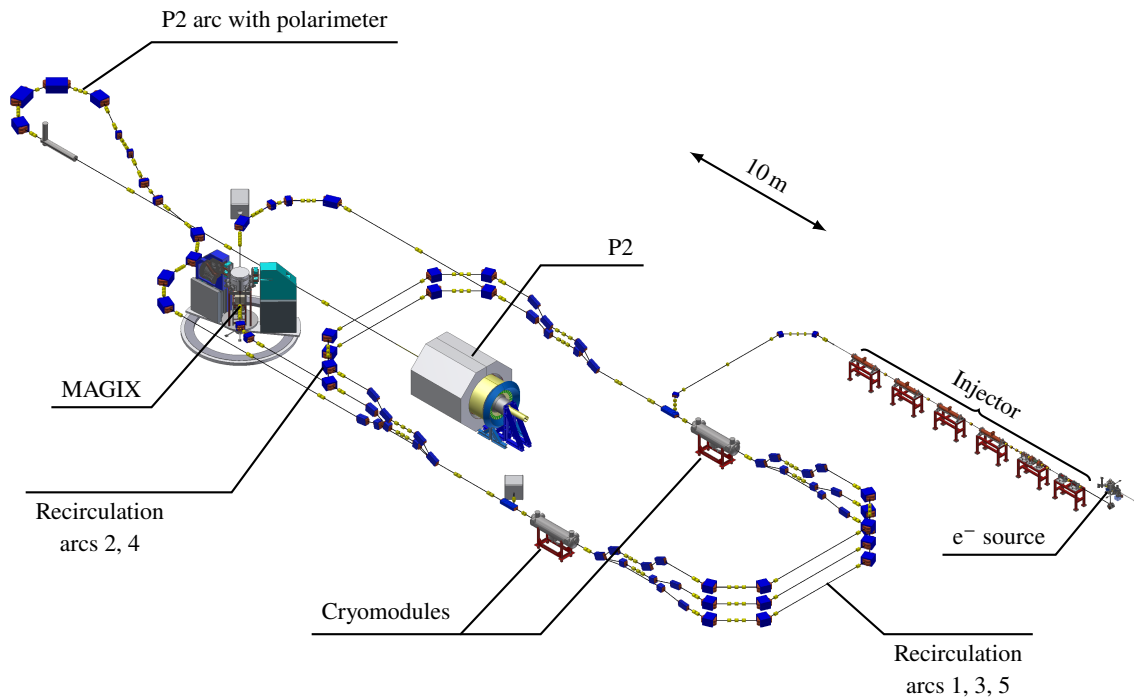 P2 arc with polarimeter
10 m
P2
MAGIX
Injector
Recirculation
arcs 2, 4
e⁻ source
Cryomodules
Recirculation
arcs 1, 3, 5